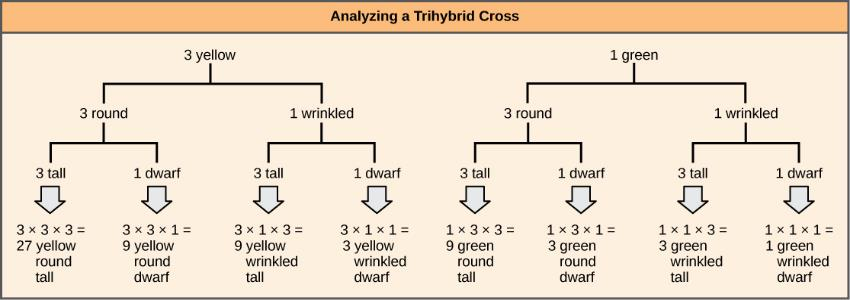 Analyzing a Trihybrid Cross
3 yellow
1 green
3 round
1 wrinkled
3 round
1 wrinkled
3 tall
1 dwarf
3 tall
1 dwarf
3 tall
1 dwarf
3 tall
1 dwarf
3 × 3 × 3 =
27 yellow
round
tall
3 × 3 × 1 =
9 yellow
round
dwarf
3 × 1 × 3 =
9 yellow
wrinkled
tall
3 × 1 × 1 =
3 yellow
wrinkled
dwarf
1 × 3 × 3 =
9 green
round
tall
1 × 3 × 1 =
3 green
round
dwarf
1 × 1 × 3 =
3 green
wrinkled
tall
1 × 1 × 1 =
1 green
wrinkled
dwarf